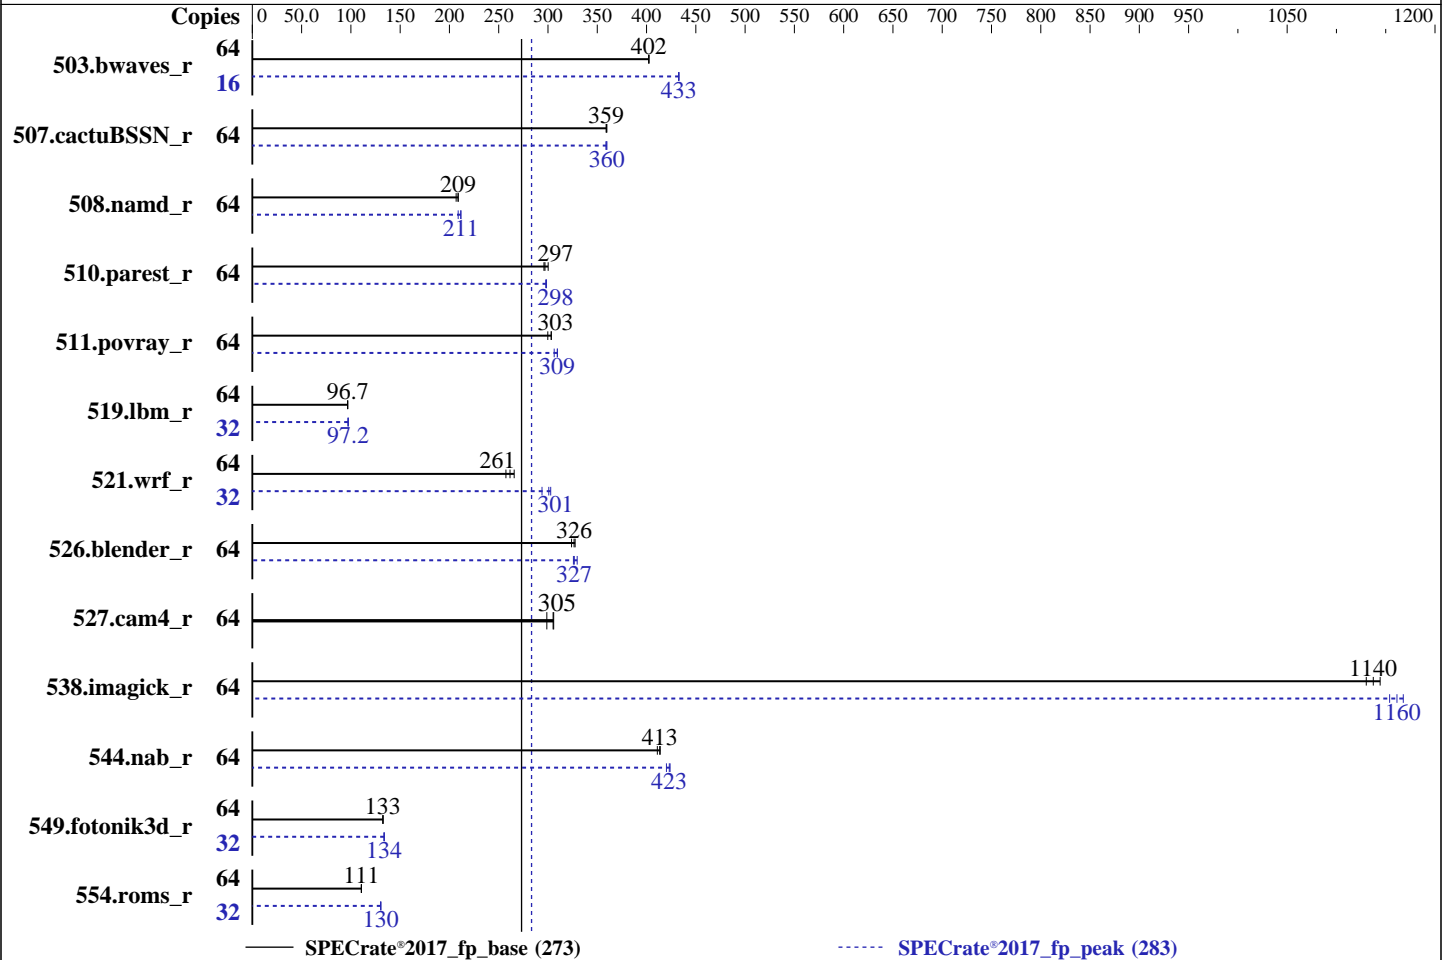 Copies 0 50.0 100 150 200 250 300 350 400 450 500 550 600 650 700 750 800 850 900 950 1050 1200
503.bwaves_r 64 402
16 433
507.cactuBSSN_r 64 359
360
508.namd_r 64 209
211
510.parest_r 64 297
298
511.povray_r 64 303
309
519.lbm_r 64 96.7
32 97.2
521.wrf_r 64 261
32 301
526.blender_r 64 326
327
527.cam4_r 64 305
538.imagick_r 64 1140
1160
544.nab_r 64 413
423
549.fotonik3d_r 64 133
32 134
554.roms_r 64 111
32 130
SPECrate®2017_fp_base (273) SPECrate®2017_fp_peak (283)